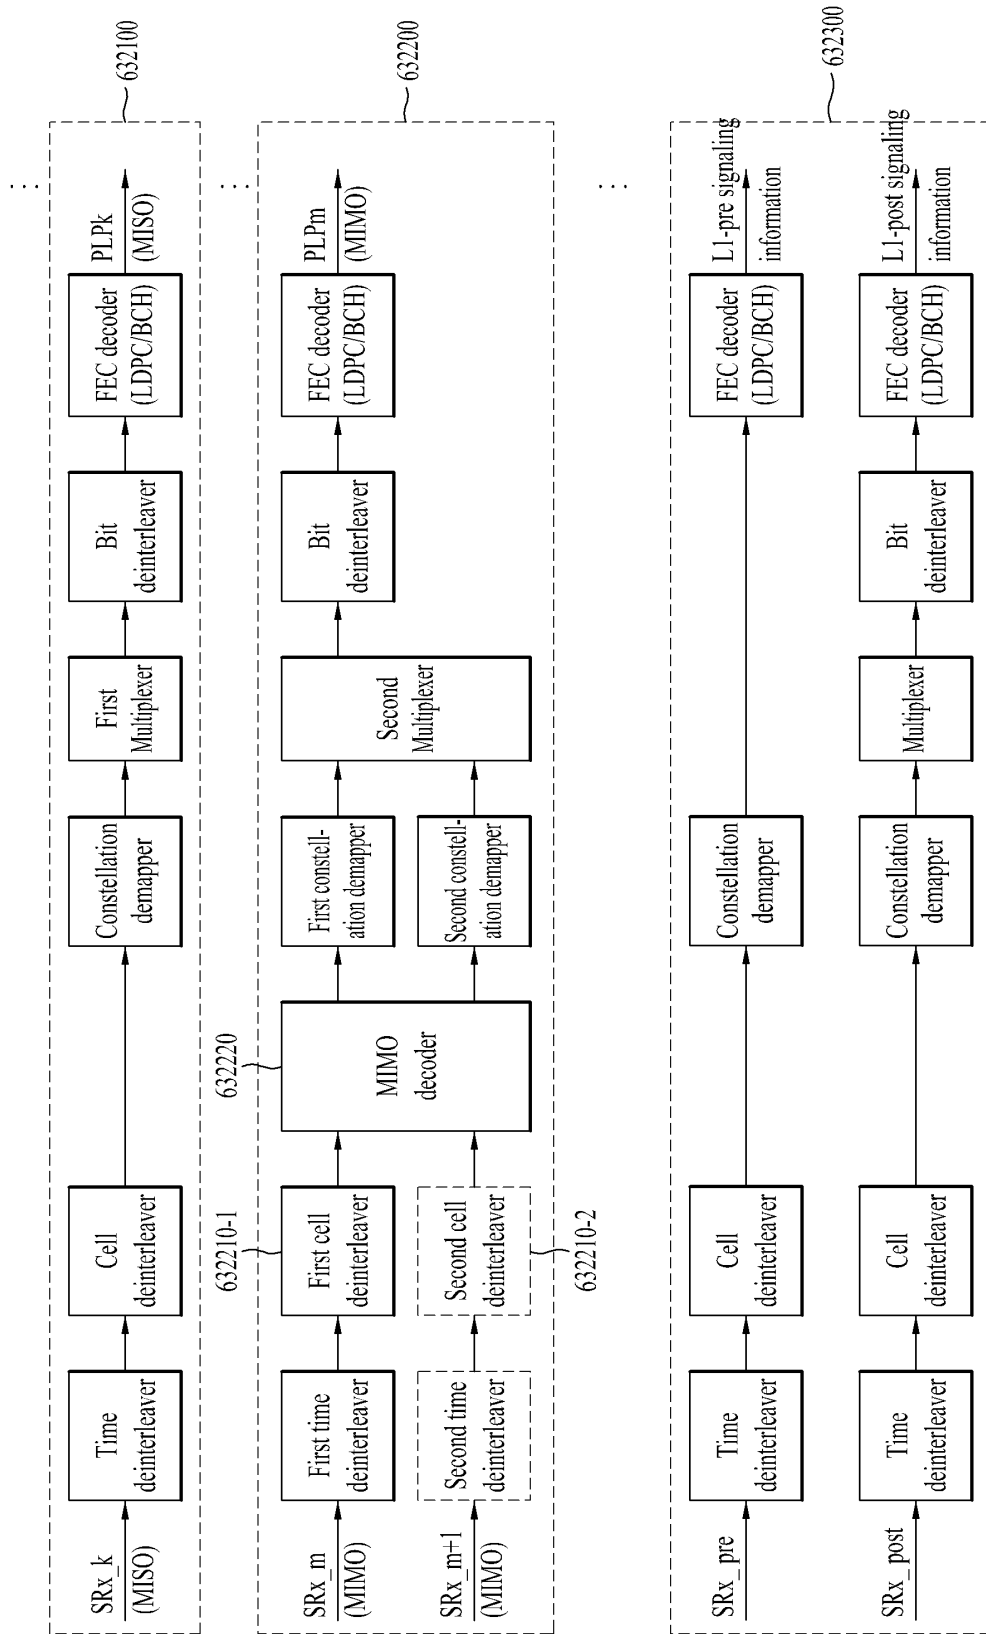 SRx_k
(MISO)
Time
deinterleaver
Cell
deinterleaver
Constellation
demapper
First
Multiplexer
Bit
deinterleaver
FEC decoder
(LDPC/BCH)
PLPk
(MISO)
632100
...
SRx_m
(MIMO)
First time
deinterleaver
632210-1
First cell
deinterleaver
632220
MIMO
decoder
First constell-
ation demapper
Second
Multiplexer
Bit
deinterleaver
FEC decoder
(LDPC/BCH)
PLPm
(MIMO)
632200
...
SRx_m+1
(MIMO)
Second time
deinterleaver
Second cell
deinterleaver
632210-2
Second constell-
ation demapper
...
SRx_pre
Time
deinterleaver
Cell
deinterleaver
Constellation
demapper
FEC decoder
(LDPC/BCH)
L1-pre signaling
information
632300
SRx_post
Time
deinterleaver
Cell
deinterleaver
Constellation
demapper
Multiplexer
Bit
deinterleaver
FEC decoder
(LDPC/BCH)
L1-post signaling
information